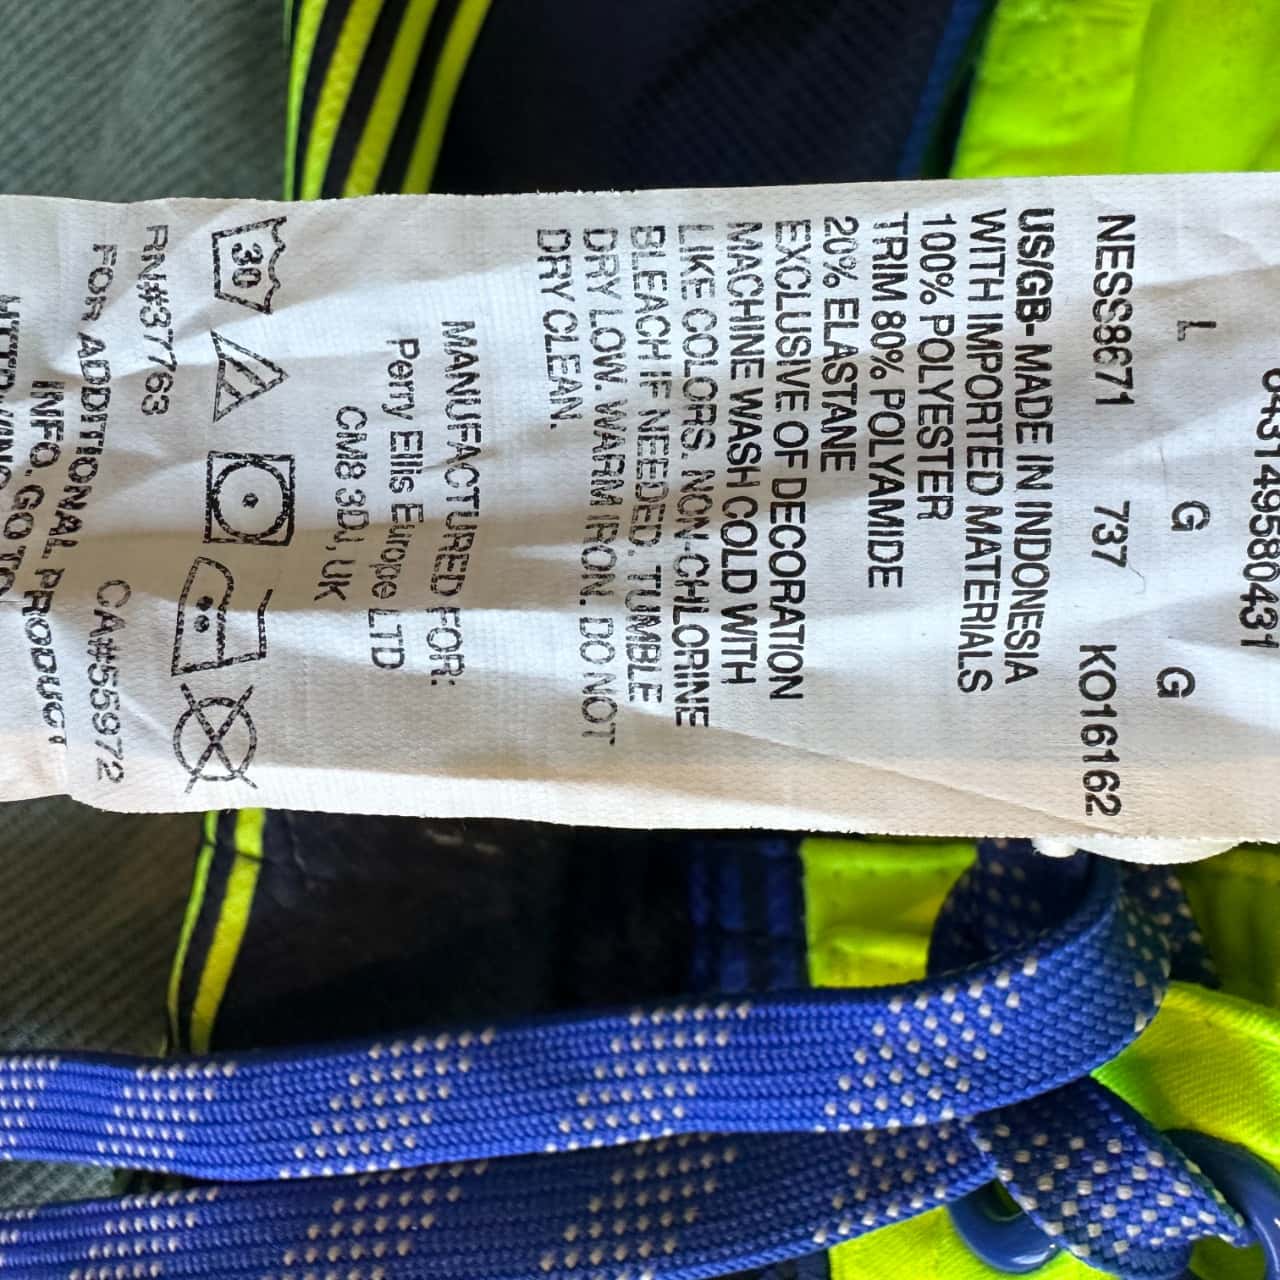 L G G
NESS8671 737 KO16162
US/GB- MADE IN INDONESIA
WITH IMPORTED MATERIALS
100% POLYESTER
TRIM 80% POLYAMIDE
20% ELASTANE
EXCLUSIVE OF DECORATION
MACHINE WASH COLD WITH
LIKE COLORS. NON-CHLORINE
BLEACH IF NEEDED. TUMBLE
DRY LOW. WARM IRON. DO NOT
DRY CLEAN.
MANUFACTURED FOR:
Perry Ellis Europe LTD
CM8 3DJ, UK
30
RN#37763 CA#55972
FOR ADDITIONAL PRODUCT
INFO. GO TO